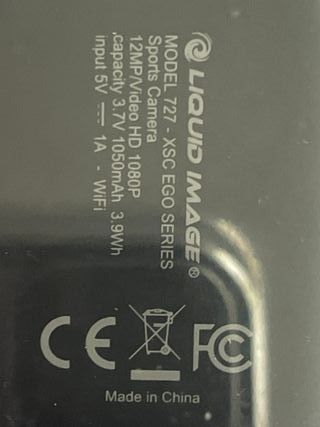 LIQUID IMAGE®
MODEL 727 - XSC EGO SERIES
Sports Camera
12MP/Video HD 1080P
,capacity 3.7V 1050mAh 3.9Wh
input 5V ⎓ 1A - WiFi
CE FC
Made in China